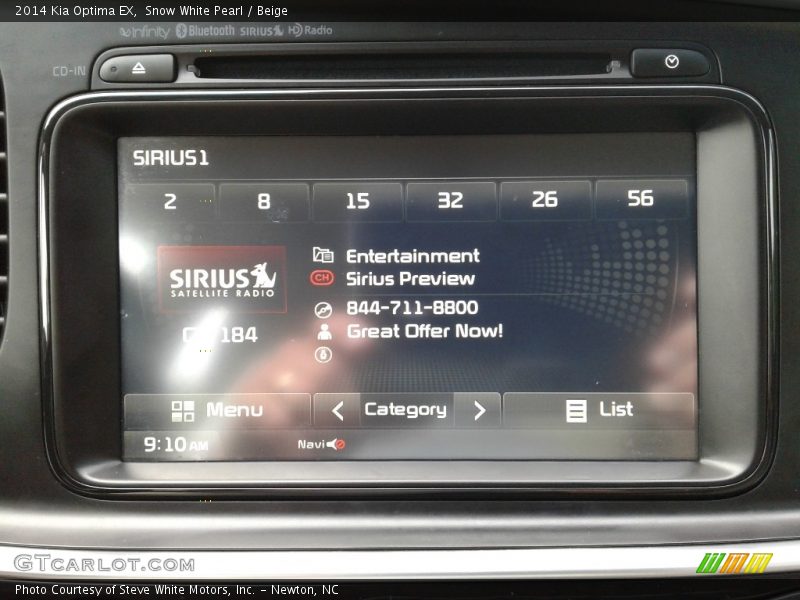 2014 Kia Optima EX, Snow White Pearl / Beige
infinity Bluetooth SIRIUS HD Radio
CD-IN
SIRIUS1
2 8 15 32 26 56
SIRIUS
SATELLITE RADIO
184
Entertainment
CH Sirius Preview
844-711-8800
Great Offer Now!
Menu < Category > List
9:10 AM Navi
GTCARLOT.COM
Photo Courtesy of Steve White Motors, Inc. - Newton, NC